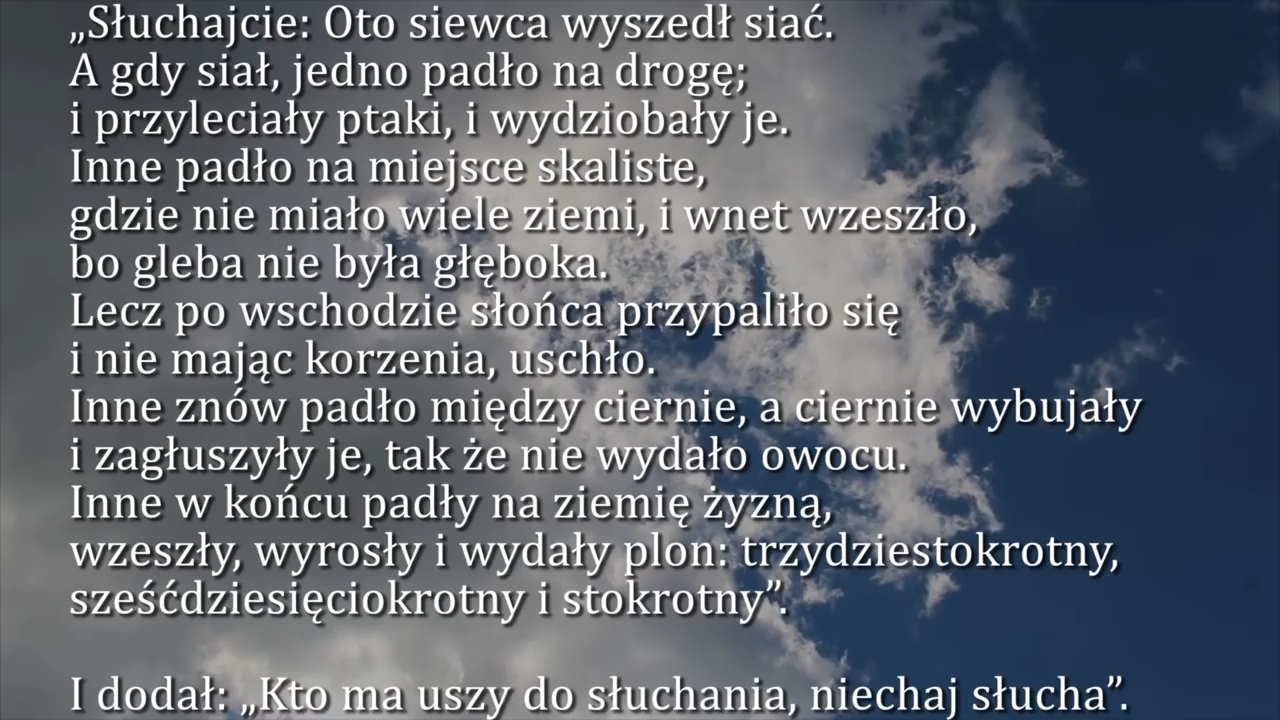 „Słuchajcie: Oto siewca wyszedł siać.
A gdy siał, jedno padło na drogę;
i przyleciały ptaki, i wydziobały je.
Inne padło na miejsce skaliste,
gdzie nie miało wiele ziemi, i wnet wzeszło,
bo gleba nie była głęboka.
Lecz po wschodzie słońca przypaliło się
i nie mając korzenia, uschło.
Inne znów padło między ciernie, a ciernie wybujały
i zagłuszyły je, tak że nie wydało owocu.
Inne w końcu padły na ziemię żyzną,
wzeszły, wyrosły i wydały plon: trzydziestokrotny,
sześćdziesięciokrotny i stokrotny”.
I dodał: „Kto ma uszy do słuchania, niechaj słucha”.